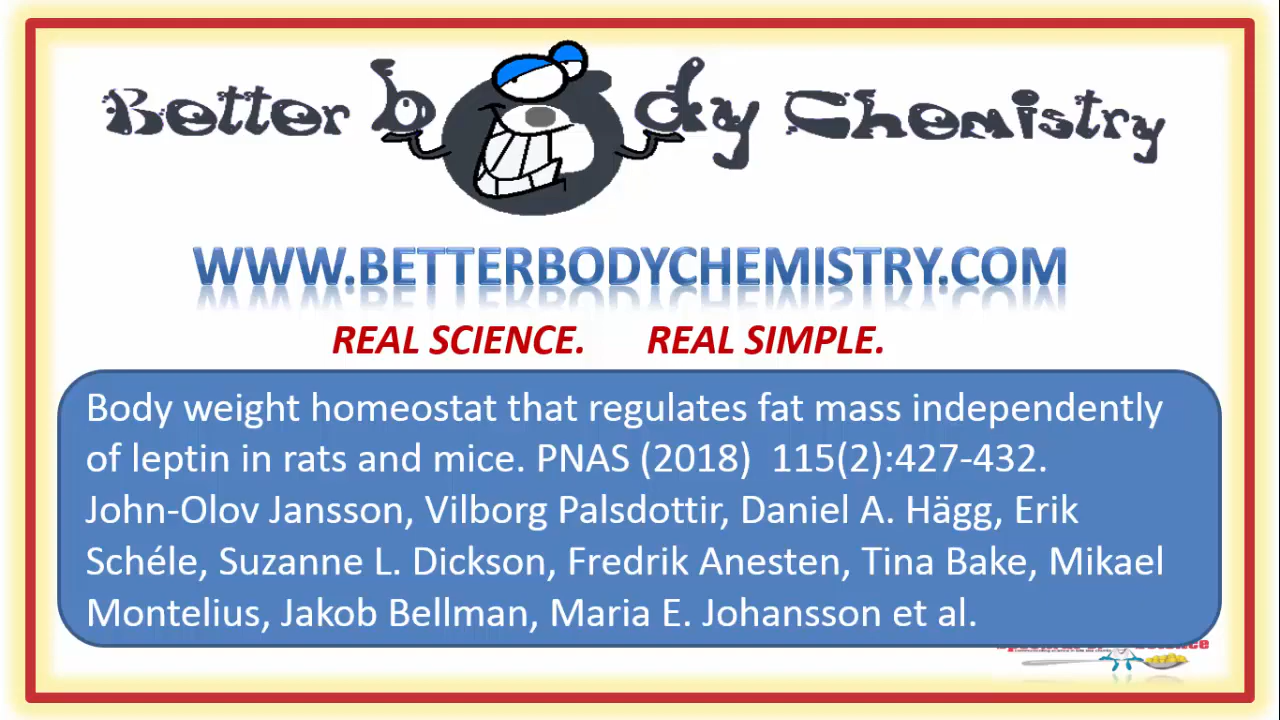 Better body Chemistry
WWW.BETTERBODYCHEMISTRY.COM
REAL SCIENCE. REAL SIMPLE.
Body weight homeostat that regulates fat mass independently
of leptin in rats and mice. PNAS (2018) 115(2):427-432.
John-Olov Jansson, Vilborg Palsdottir, Daniel A. Hägg, Erik
Schéle, Suzanne L. Dickson, Fredrik Anesten, Tina Bake, Mikael
Montelius, Jakob Bellman, Maria E. Johansson et al.